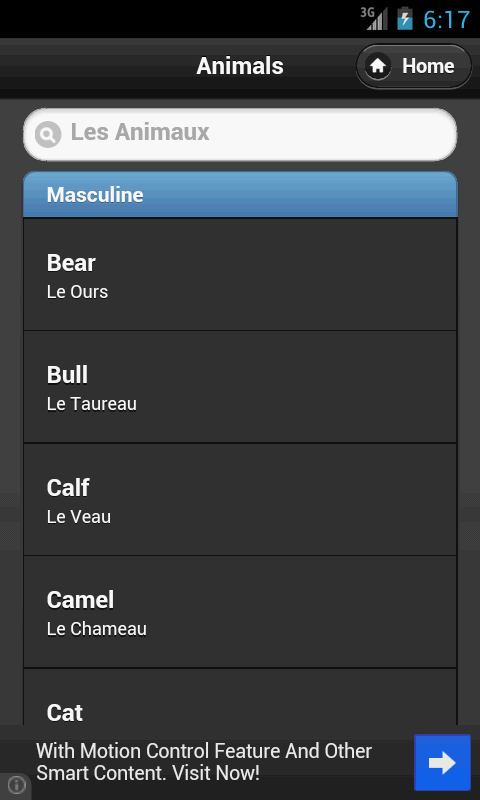 3G 6:17
Animals
Home
Les Animaux
Masculine
Bear
Le Ours
Bull
Le Taureau
Calf
Le Veau
Camel
Le Chameau
Cat
With Motion Control Feature And Other
Smart Content. Visit Now!